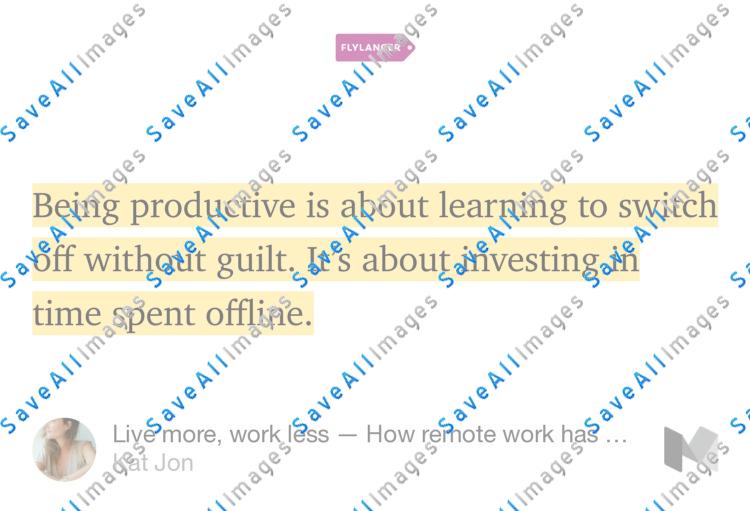 FLYLANCER
Being productive is about learning to switch
off without guilt. It's about investing in
time spent offline.
Live more, work less — How remote work has …
Kat Jon
SaveAllImages